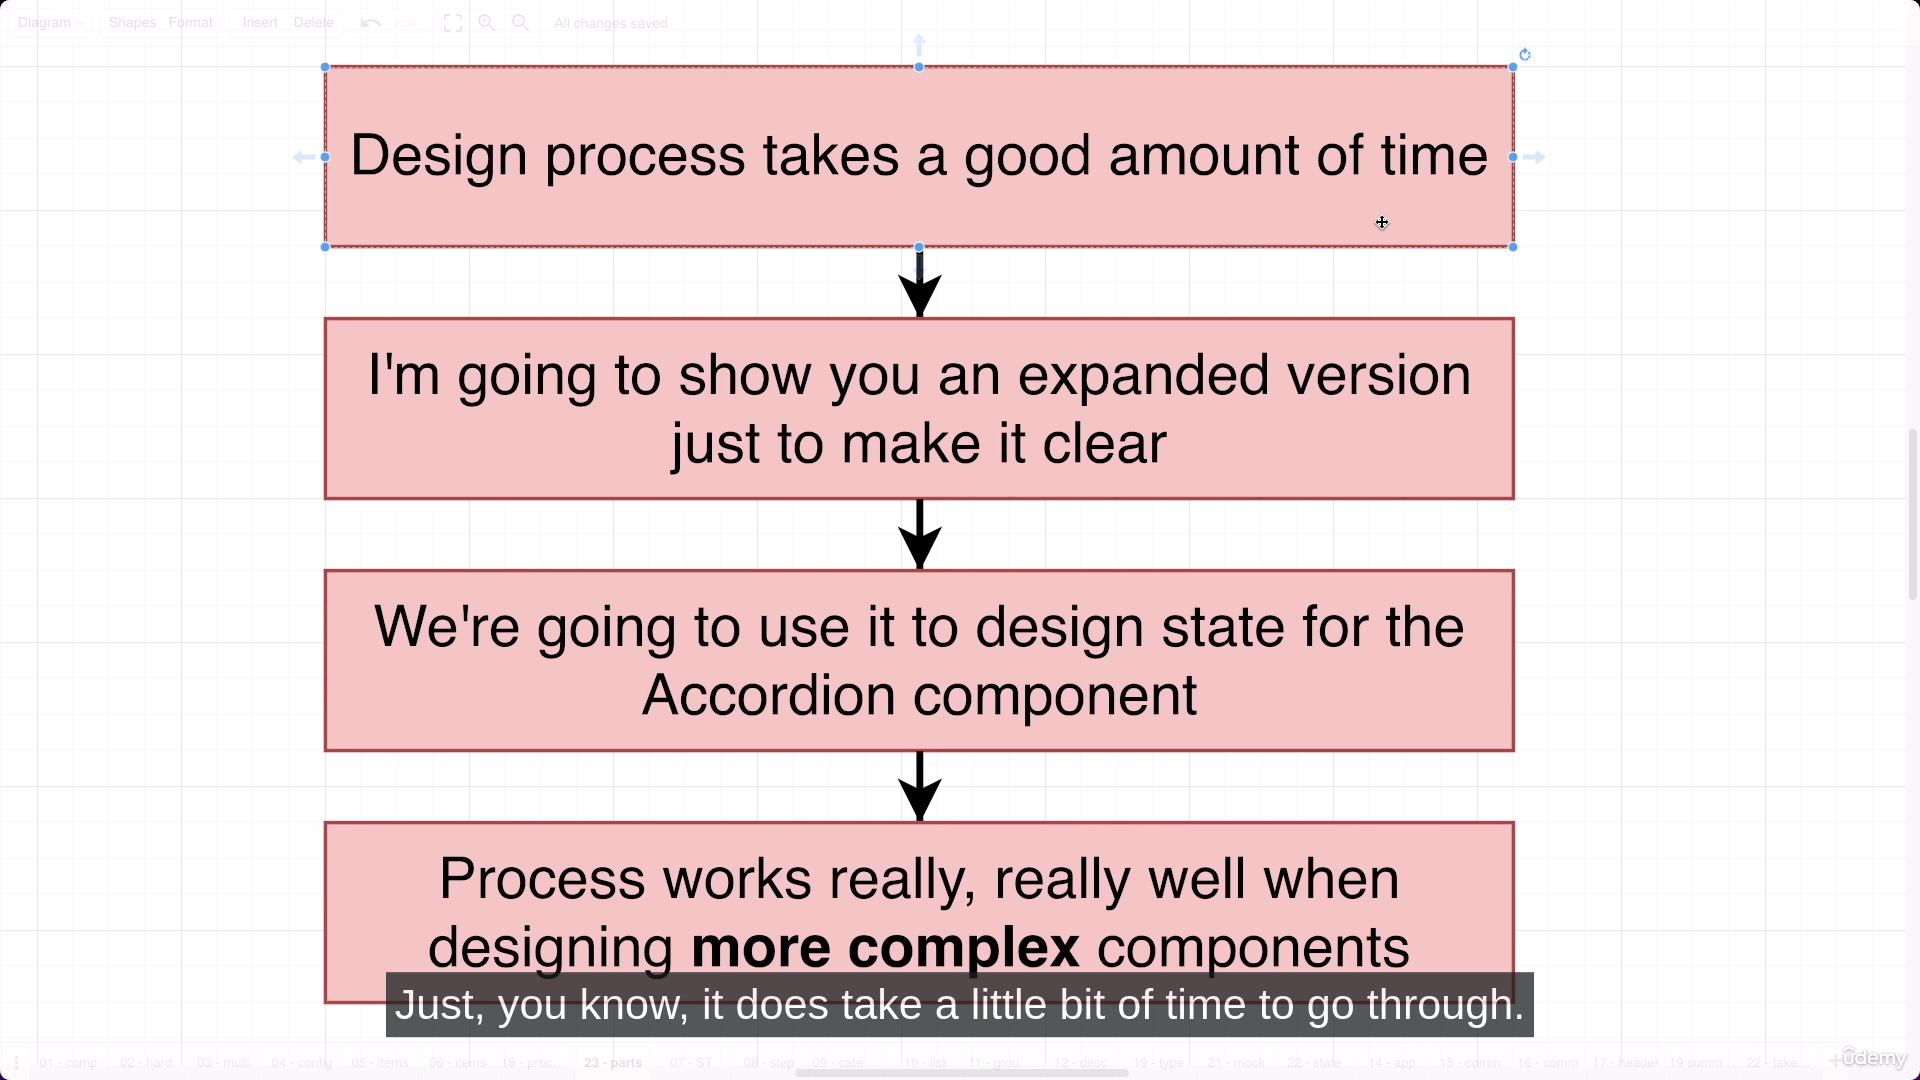 Diagram
Shapes
Format
Insert
Delete
All changes saved
Design process takes a good amount of time
I'm going to show you an expanded version
just to make it clear
We're going to use it to design state for the
Accordion component
Process works really, really well when
designing more complex components
Just, you know, it does take a little bit of time to go through.
01 - comp
02 - hard
03 - multi
04 - config
05 - items
06 - items
18 - proc...
23 - parts
07 - ST
08 - step
09 - cate.
10 - list
11 - grou...
12 - desc
19 - type
21 - mock
22 - state
14 - app
15 - comm
16 - comm
17 - header
19 summ...
22 - take...
ûdemy